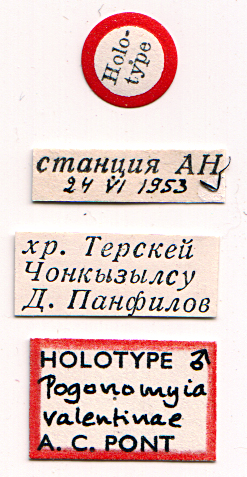 Holo-
type
станция АН
24 VI 1953
хр. Терскей
Чонкызылсу
Д. Панфилов
HOLOTYPE ♂
Pogonomyia
valentinae
A. C. PONT